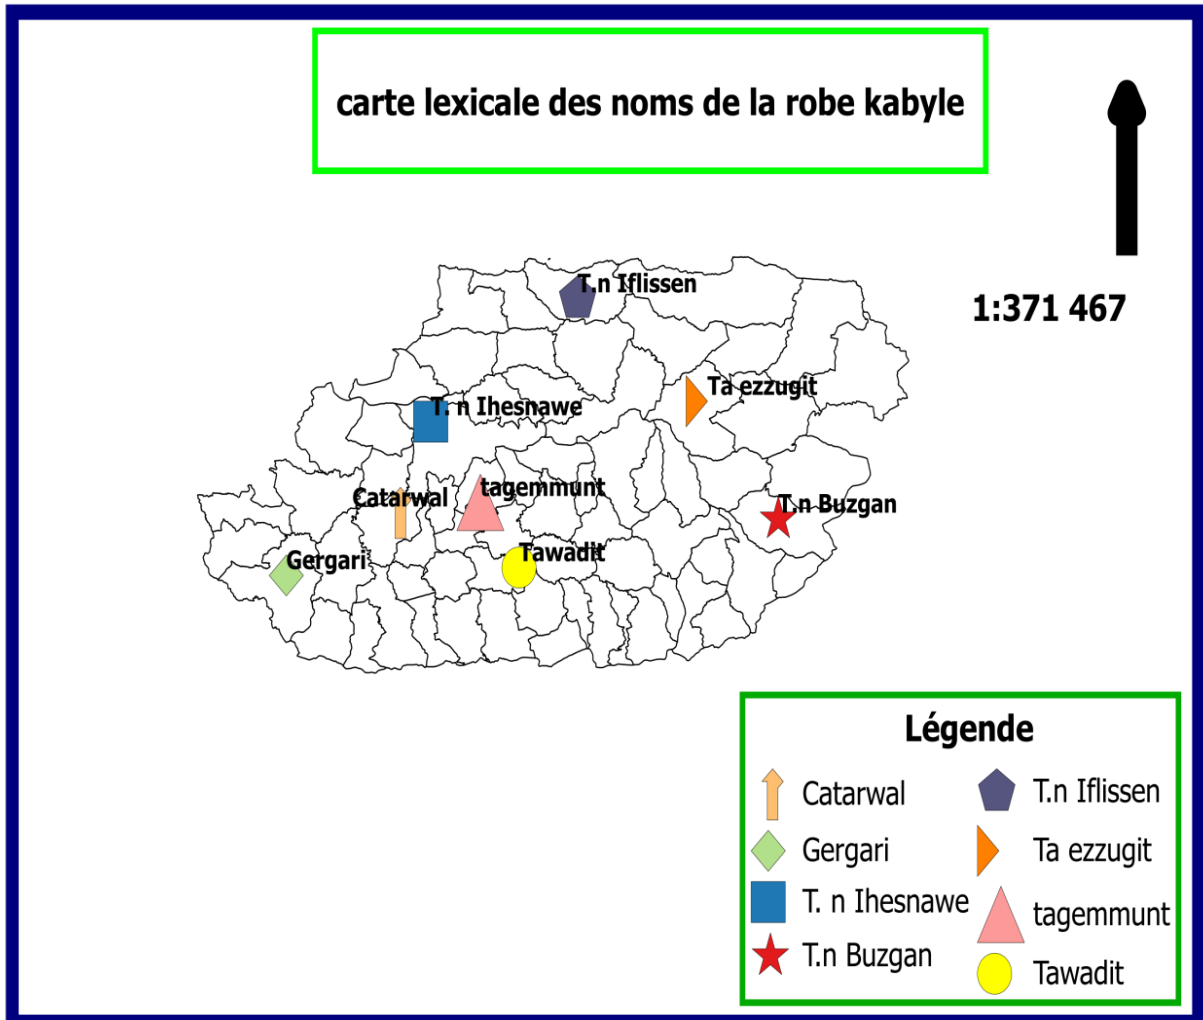 carte lexicale des noms de la robe kabyle
1:371 467
T.n Iflissen
Ta ezzugit
T. n Ihesnawe
tagemmunt
Catarwal
T.n Buzgan
Tawadit
Gergari
Légende
Catarwal
Gergari
T. n Ihesnawe
T.n Buzgan
T.n Iflissen
Ta ezzugit
tagemmunt
Tawadit